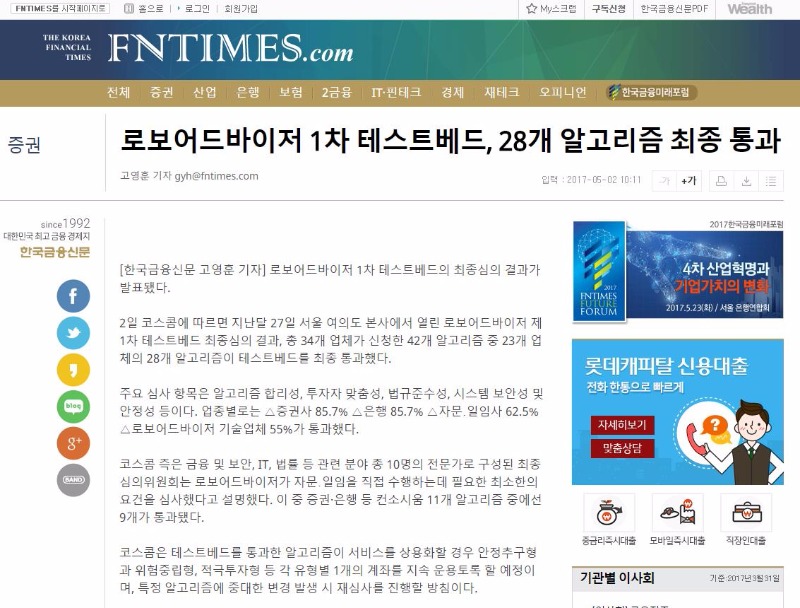 FNTIMES를 시작페이지로
홈으로
로그인
회원가입
My스크랩
구독신청
한국금융신문PDF
Wealth
THE KOREA
FINANCIAL
TIMES
FNTIMES.com
전체 증권 산업 은행 보험 2금융 IT·핀테크 경제 재테크 오피니언 한국금융미래포럼
증권
로보어드바이저 1차 테스트베드, 28개 알고리즘 최종 통과
고영훈 기자 gyh@fntimes.com
입력 : 2017-05-02 10:11
-가 +가
since1992
대한민국 최고 금융 경제지
한국금융신문
[한국금융신문 고영훈 기자] 로보어드바이저 1차 테스트베드의 최종심의 결과가
발표됐다.
2일 코스콤에 따르면 지난달 27일 서울 여의도 본사에서 열린 로보어드바이저 제
1차 테스트베드 최종심의 결과, 총 34개 업체가 신청한 42개 알고리즘 중 23개 업
체의 28개 알고리즘이 테스트베드를 최종 통과했다.
주요 심사 항목은 알고리즘 합리성, 투자자 맞춤성, 법규준수성, 시스템 보안성 및
안정성 등이다. 업종별로는 △증권사 85.7% △은행 85.7% △자문.일임사 62.5%
△로보어드바이저 기술업체 55%가 통과했다.
코스콤 측은 금융 및 보안, IT, 법률 등 관련 분야 총 10명의 전문가로 구성된 최종
심의위원회는 로보어드바이저가 자문.일임을 직접 수행하는데 필요한 최소한의
요건을 심사했다고 설명했다. 이 중 증권·은행 등 컨소시움 11개 알고리즘 중에선
9개가 통과됐다.
코스콤은 테스트베드를 통과한 알고리즘이 서비스를 상용화할 경우 안정추구형
과 위험중립형, 적극투자형 등 각 유형별 1개의 계좌를 지속 운용토록 할 예정이
며, 특정 알고리즘에 중대한 변경 발생 시 재심사를 진행할 방침이다.
blog
g+
BAND
2017한국금융미래포럼
2017
FNTIMES
FUTURE
FORUM
4차 산업혁명과
기업가치의 변화
2017.5.23(화) / 서울 은행연합회
롯데캐피탈 신용대출
전화 한통으로 빠르게
자세히보기
맞춤상담
중금리즉시대출
모바일즉시대출
직장인대출
기관별 이사회
기준:2017년3월31일